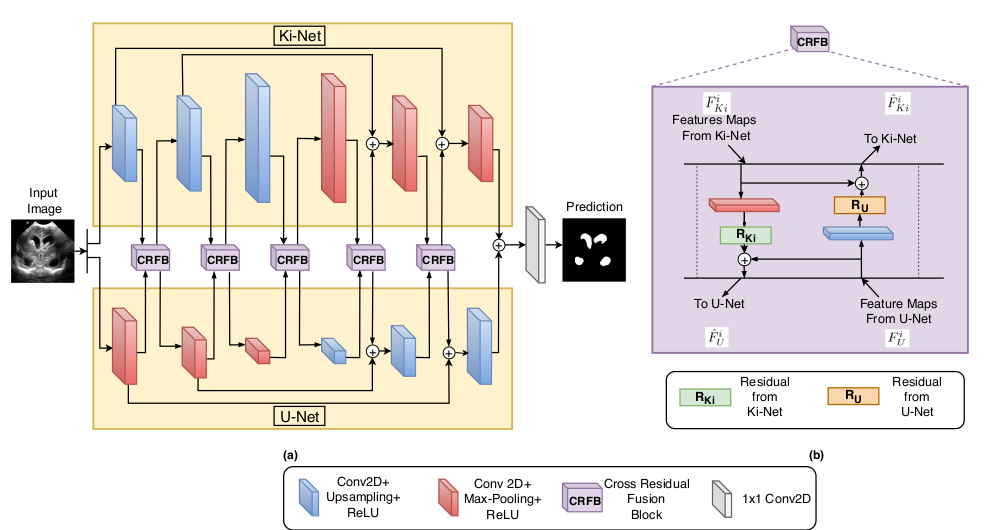 Ki-Net
CRFB
Input
Image
CRFB
CRFB
CRFB
CRFB
CRFB
Prediction
U-Net
F^i_{Ki}
F̂^i_{Ki}
Features Maps
From Ki-Net
To Ki-Net
R_U
R_{Ki}
To U-Net
Feature Maps
From U-Net
F̂^i_U
F^i_U
R_{Ki}
Residual
from
Ki-Net
R_U
Residual
from
U-Net
(a)
(b)
Conv2D+
Upsampling+
ReLU
Conv 2D+
Max-Pooling+
ReLU
CRFB
Cross Residual
Fusion
Block
1x1 Conv2D